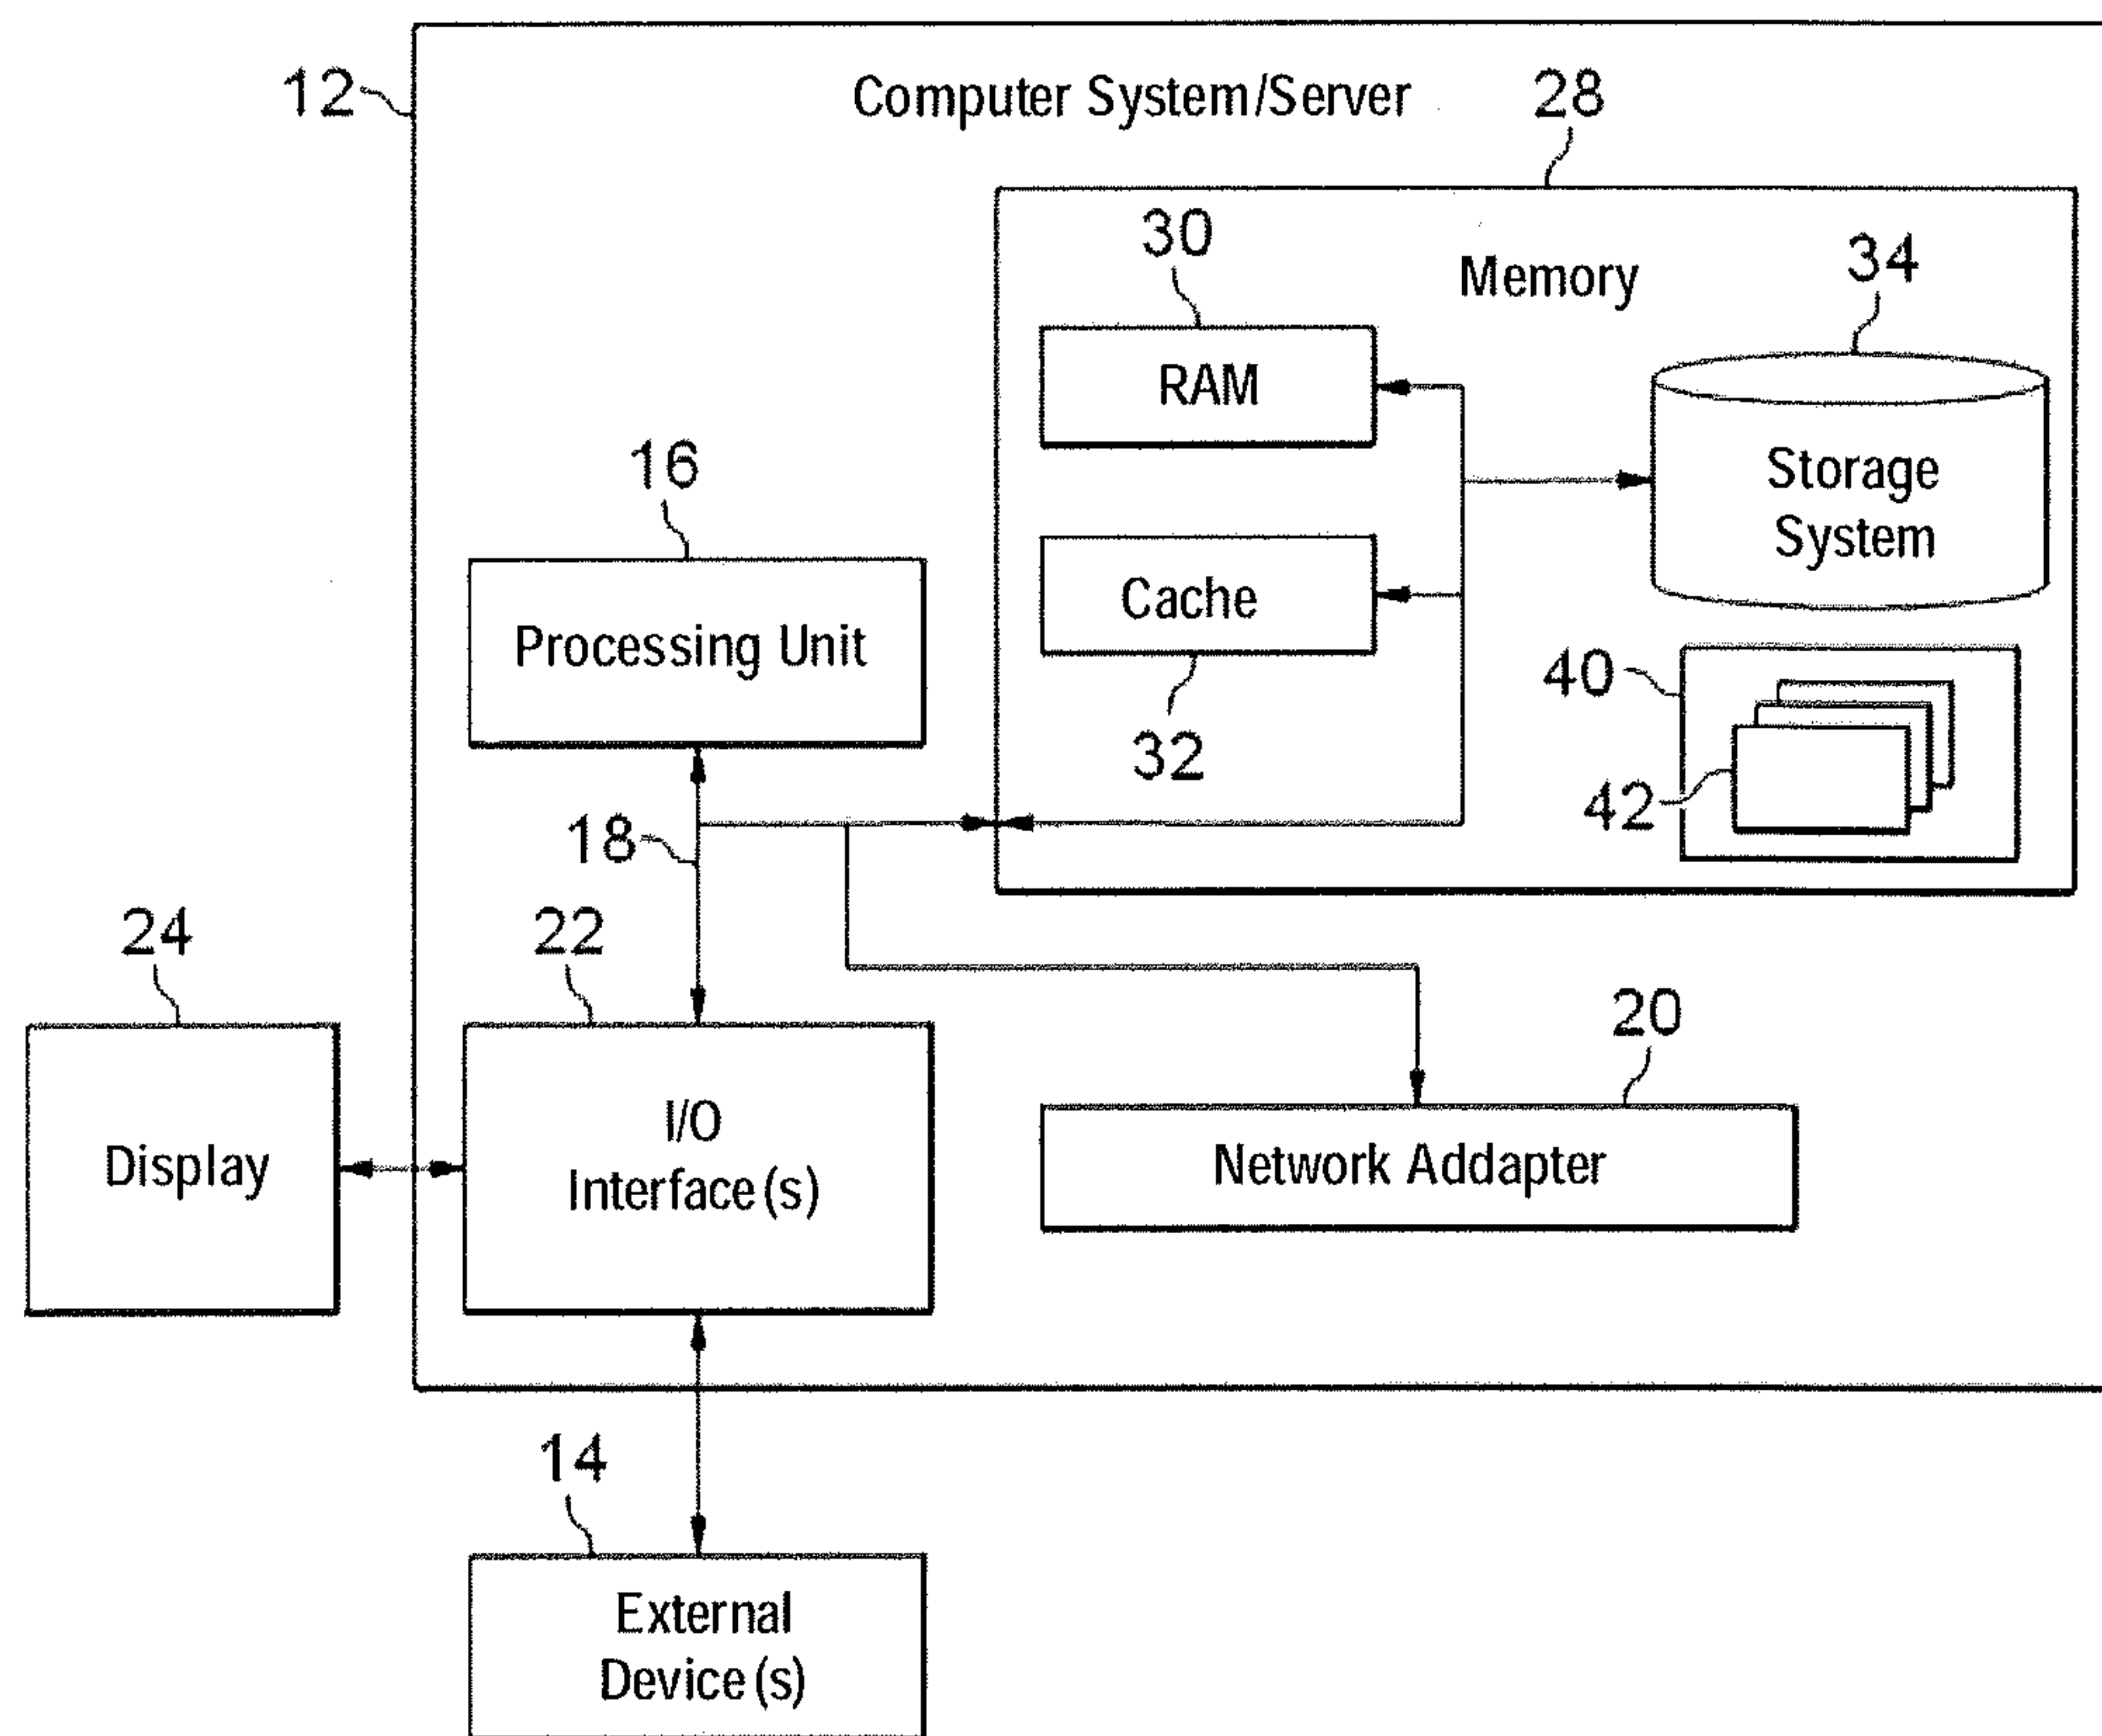 12
Computer System/Server
28
30
Memory
34
RAM
16
Storage
System
Processing Unit
Cache
40
32
42
18
24
22
20
I/O
Interface(s)
Display
Network Addapter
14
External
Device(s)